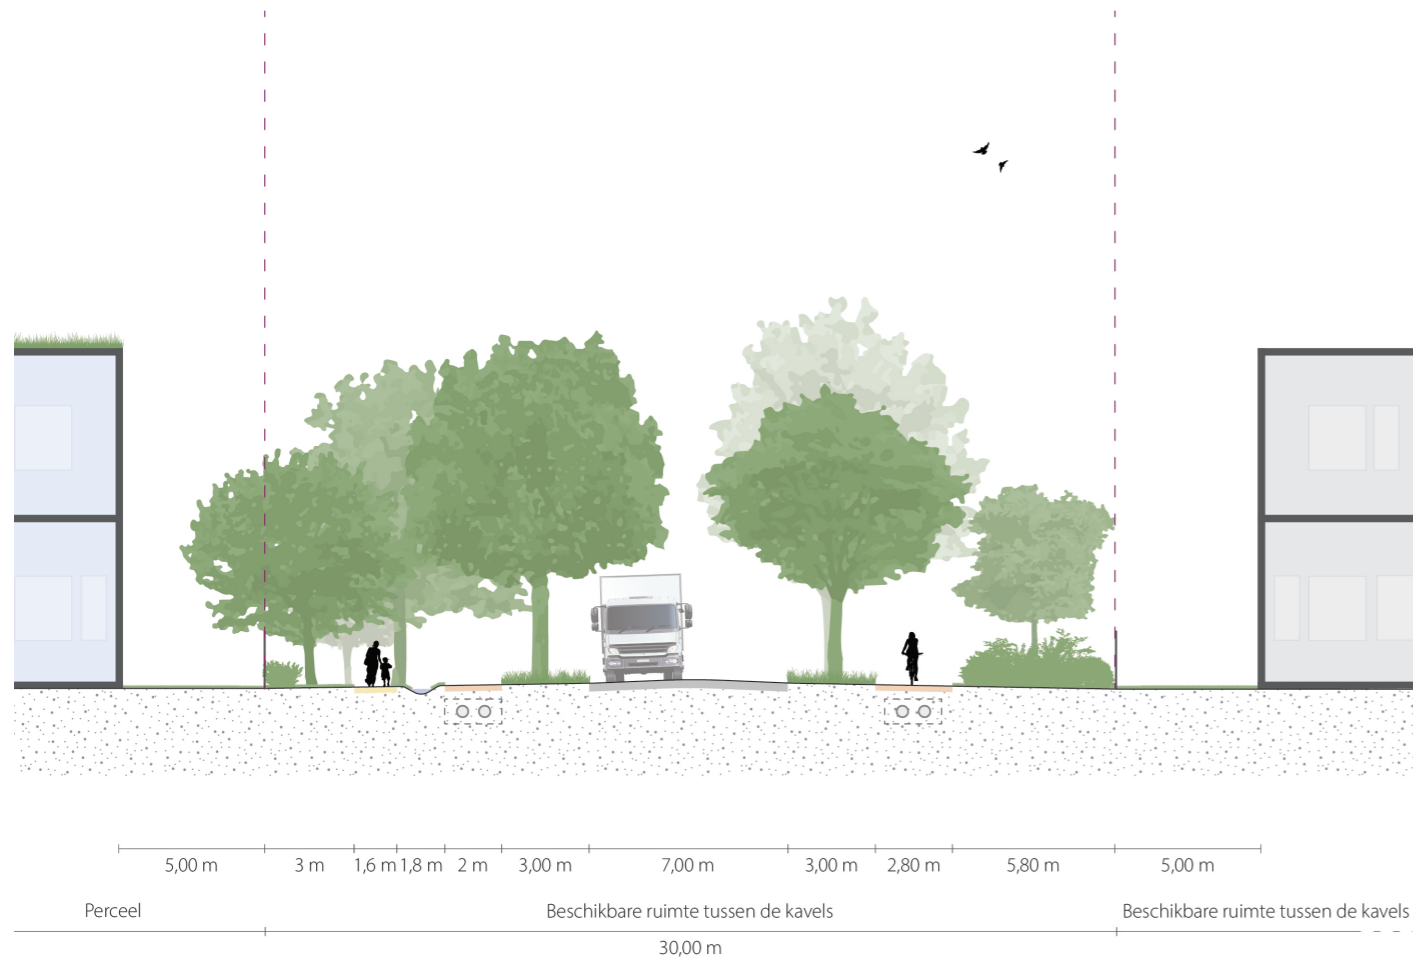 5,00 m 3 m 1,6 m 1,8 m 2 m 3,00 m 7,00 m 3,00 m 2,80 m 5,80 m 5,00 m
Perceel Beschikbare ruimte tussen de kavels Beschikbare ruimte tussen de kavels
30,00 m